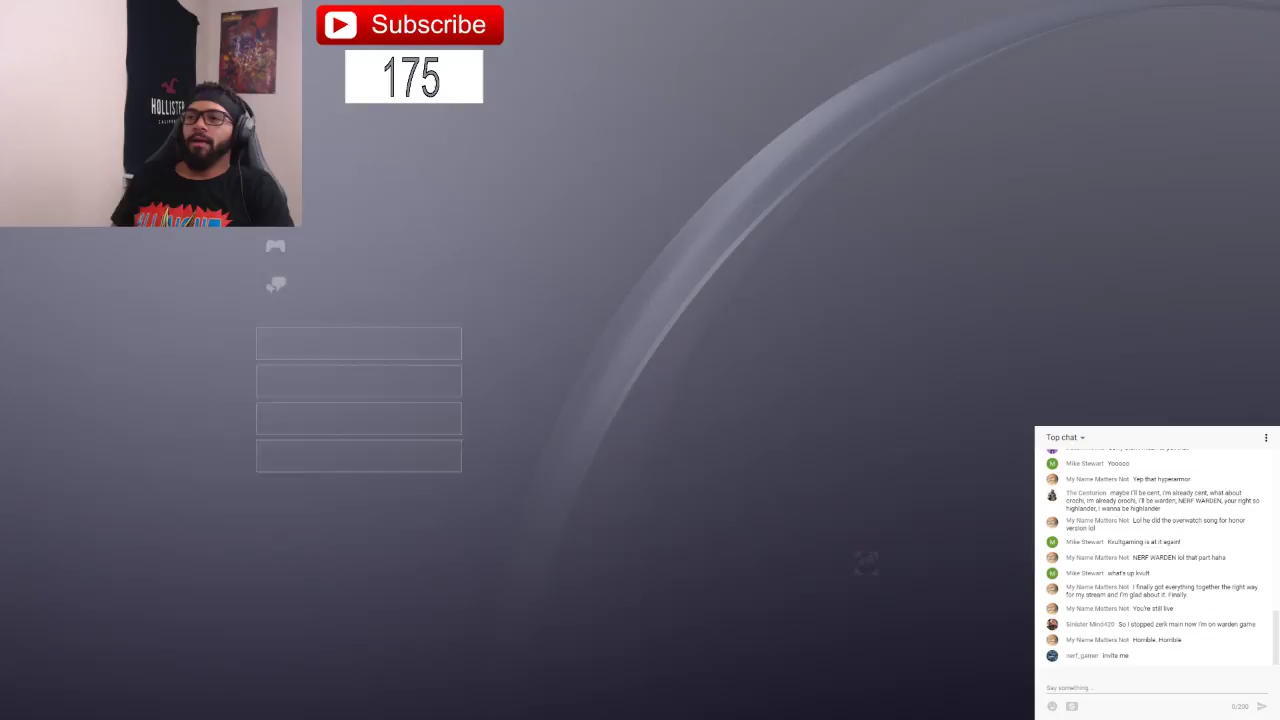 Subscribe
175
HOLLISTER
Top chat
Mike Stewart Yooooo
My Name Matters Not Yep that hyperarmor
The Centurion maybe I'll be cent, i'm already cent, what about
orochi, im already orochi, i'll be warden, NERF WARDEN, your right so
highlander, I wanna be highlander
My Name Matters Not Lol he did the overwatch song for honor
version lol
Mike Stewart Kvultgaming is at it again!
My Name Matters Not NERF WARDEN lol that part haha
Mike Stewart what's up kvult
My Name Matters Not I finally got everything together the right way
for my stream and I'm glad about it. Finally.
My Name Matters Not You're still live
Sinister Mind420 So I stopped zerk main now I'm on warden game
My Name Matters Not Horrible. Horrible
nerf_gamer invite me
Say something...
0/200